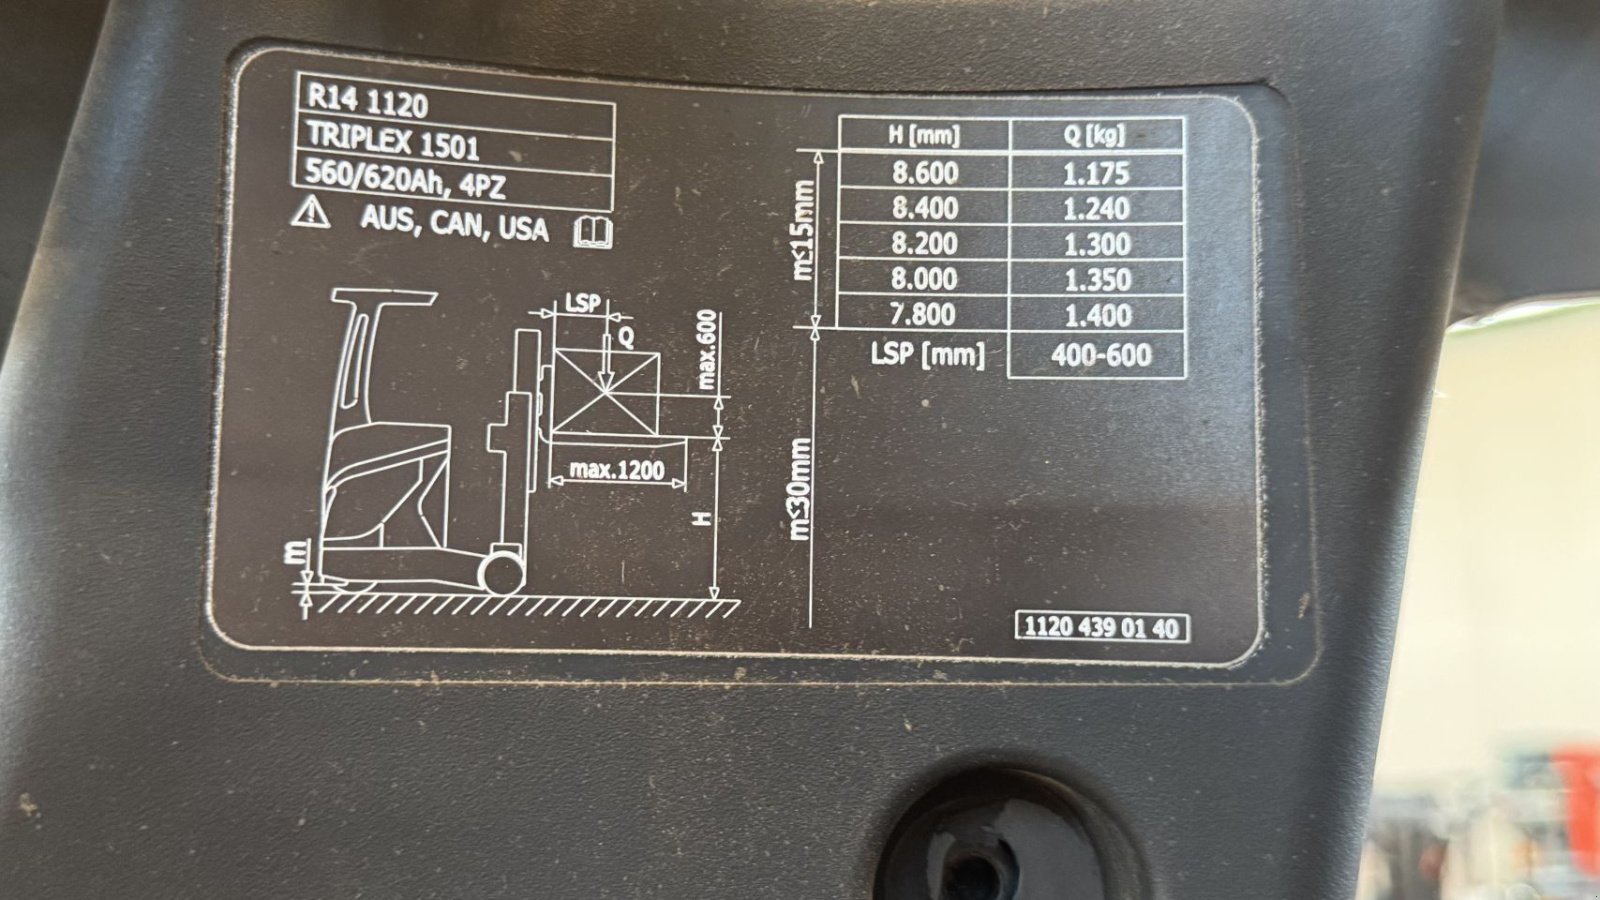 R14 1120
TRIPLEX 1501
560/620Ah, 4PZ
AUS, CAN, USA
LSP
Q
max.600
max.1200
H
m
H [mm] Q [kg]
8.600 1.175
8.400 1.240
8.200 1.300
8.000 1.350
7.800 1.400
LSP [mm] 400-600
m≤15mm
m≤30mm
1120 439 01 40